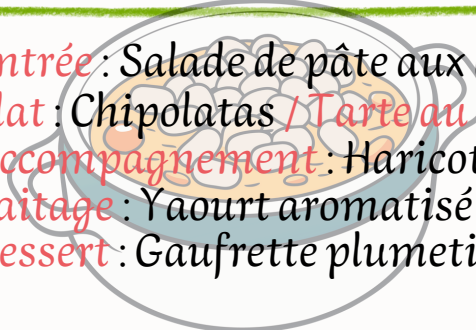 ntrée : Salade de pâte aux
lat : Chipolatas / Tarte au
ccompagnement : Haricot
aitage : Yaourt aromatisé
essert : Gaufrette plumeti